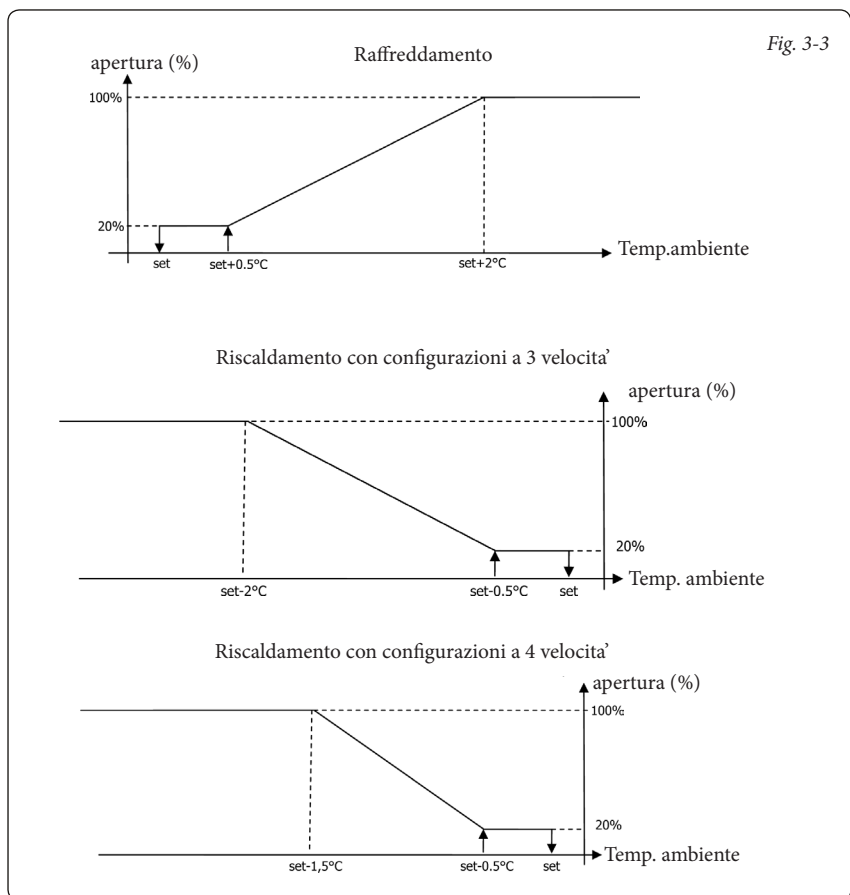 Fig. 3-3
Raffreddamento
apertura (%)
100%
20%
set
set+0.5°C
set+2°C
Temp.ambiente
Riscaldamento con configurazioni a 3 velocita’
apertura (%)
100%
20%
set-2°C
set-0.5°C
set
Temp. ambiente
Riscaldamento con configurazioni a 4 velocita’
apertura (%)
100%
20%
set-1,5°C
set-0.5°C
set
Temp. ambiente